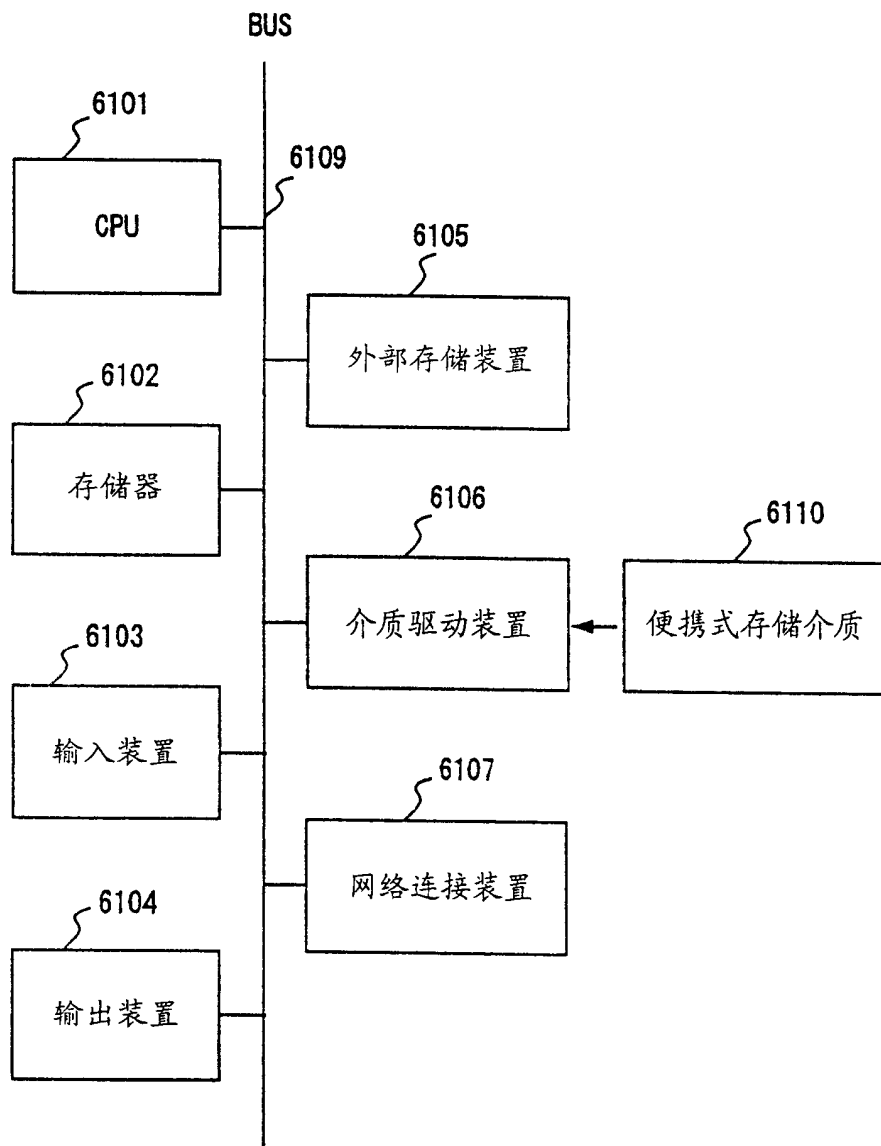 BUS
6101
CPU
6109
6105
外部存储装置
6102
存储器
6106
介质驱动装置
6110
便携式存储介质
6103
输入装置
6107
网络连接装置
6104
输出装置